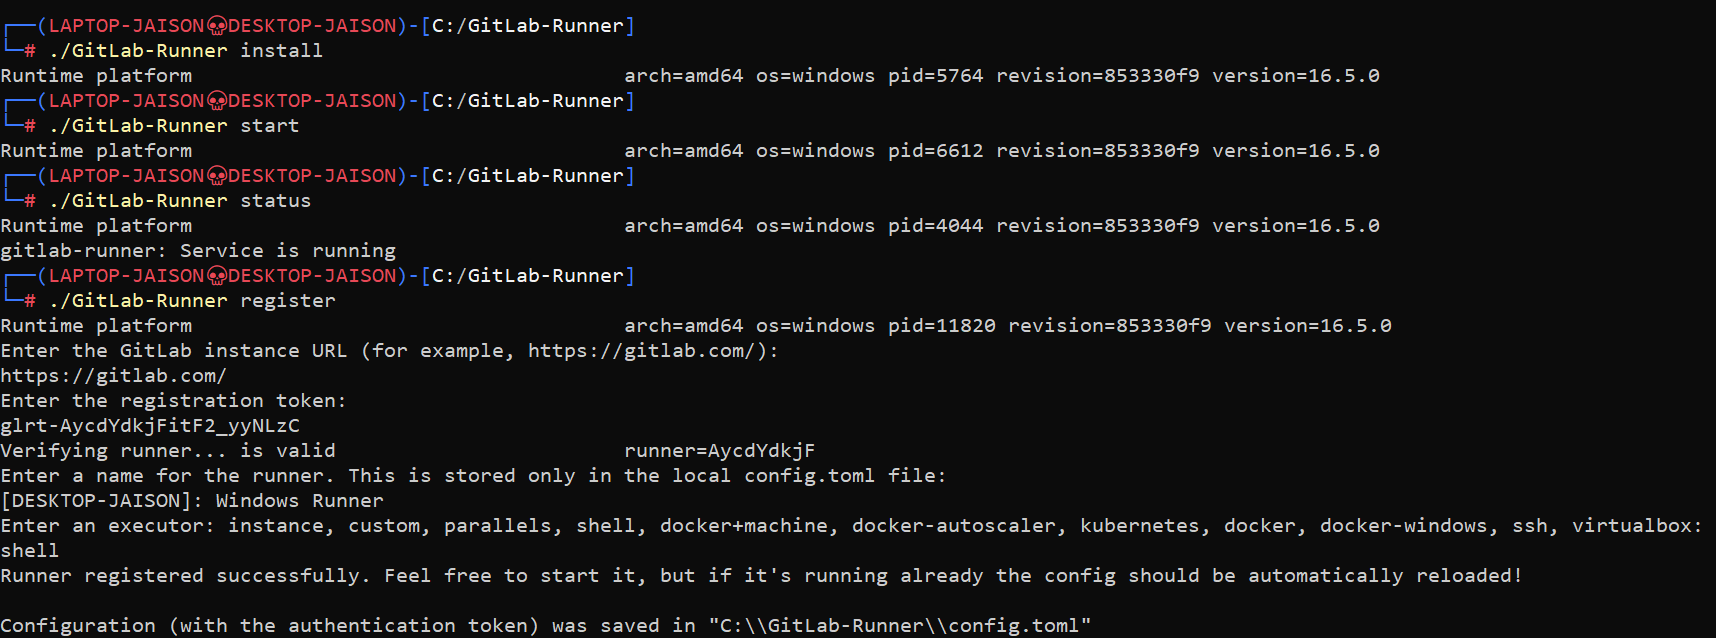 ┌──(LAPTOP-JAISON💀DESKTOP-JAISON)-[C:/GitLab-Runner]
└─# ./GitLab-Runner install
Runtime platform                                    arch=amd64 os=windows pid=5764 revision=853330f9 version=16.5.0
┌──(LAPTOP-JAISON💀DESKTOP-JAISON)-[C:/GitLab-Runner]
└─# ./GitLab-Runner start
Runtime platform                                    arch=amd64 os=windows pid=6612 revision=853330f9 version=16.5.0
┌──(LAPTOP-JAISON💀DESKTOP-JAISON)-[C:/GitLab-Runner]
└─# ./GitLab-Runner status
Runtime platform                                    arch=amd64 os=windows pid=4044 revision=853330f9 version=16.5.0
gitlab-runner: Service is running
┌──(LAPTOP-JAISON💀DESKTOP-JAISON)-[C:/GitLab-Runner]
└─# ./GitLab-Runner register
Runtime platform                                    arch=amd64 os=windows pid=11820 revision=853330f9 version=16.5.0
Enter the GitLab instance URL (for example, https://gitlab.com/):
https://gitlab.com/
Enter the registration token:
glrt-AycdYdkjFitF2_yyNLzC
Verifying runner... is valid                        runner=AycdYdkjF
Enter a name for the runner. This is stored only in the local config.toml file:
[DESKTOP-JAISON]: Windows Runner
Enter an executor: instance, custom, parallels, shell, docker+machine, docker-autoscaler, kubernetes, docker, docker-windows, ssh, virtualbox:
shell
Runner registered successfully. Feel free to start it, but if it's running already the config should be automatically reloaded!
Configuration (with the authentication token) was saved in "C:\\GitLab-Runner\\config.toml"